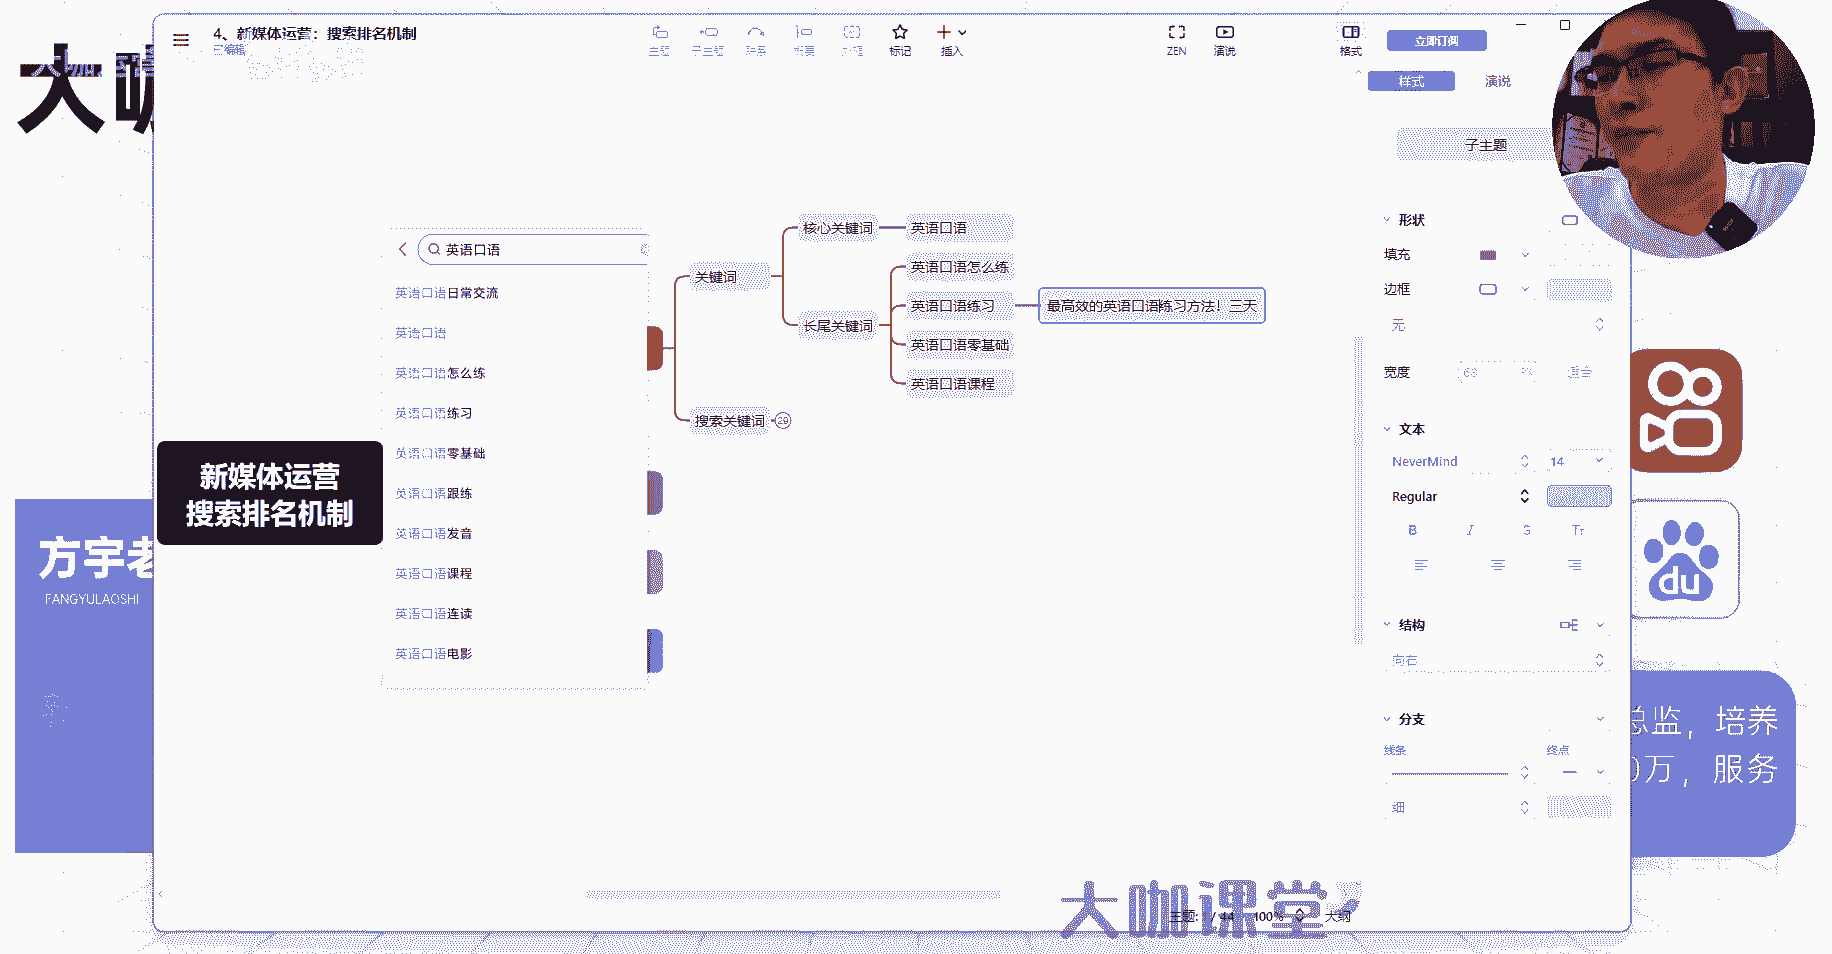 4、新媒体运营：搜索排名机制
已编辑
主题
子主题
联系
概要
外框
标记
插入
ZEN
演说
格式
立即订阅
样式
演说
子主题
大咖
形状
填充
边框
无
宽度
68
重合
文本
NeverMind
14
Regular
B
I
S
Tт
结构
向右
分支
线条
终点
细
英语口语
英语口语日常交流
英语口语
英语口语怎么练
英语口语练习
英语口语零基础
英语口语跟练
英语口语发音
英语口语课程
英语口语连读
英语口语电影
关键词
核心关键词
英语口语
长尾关键词
英语口语怎么练
英语口语练习
最高效的英语口语练习方法！三天
英语口语零基础
英语口语课程
搜索关键词
29
新媒体运营
搜索排名机制
方宇老
FANGYULAOSHI
du
总监，培养
0万，服务
大咖课堂
主题: 1 / 44
100%
大纲